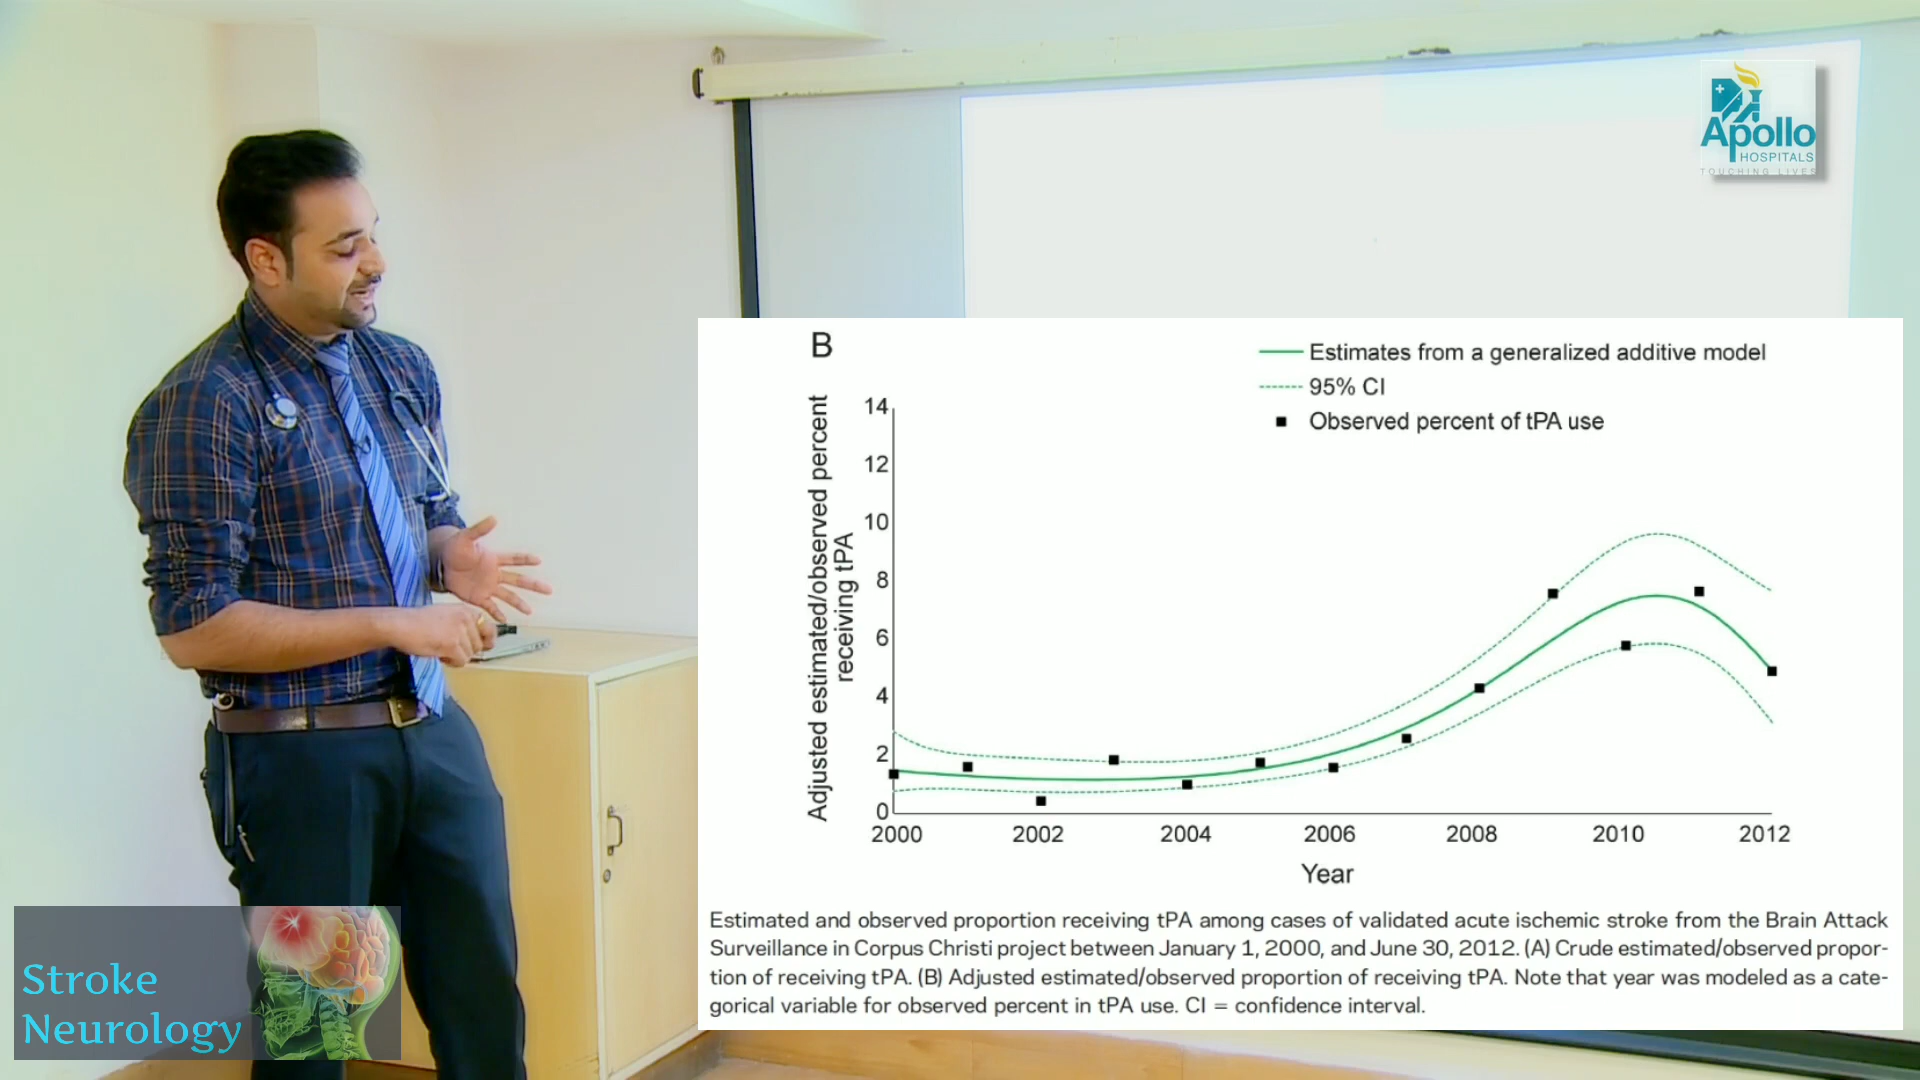 Apollo
HOSPITALS
TOUCHING LIVES
B
Estimates from a generalized additive model
95% CI
Observed percent of tPA use
Adjusted estimated/observed percent
receiving tPA
14
12
10
8
6
4
2
0
2000 2002 2004 2006 2008 2010 2012
Year
Estimated and observed proportion receiving tPA among cases of validated acute ischemic stroke from the Brain Attack
Surveillance in Corpus Christi project between January 1, 2000, and June 30, 2012. (A) Crude estimated/observed propor-
tion of receiving tPA. (B) Adjusted estimated/observed proportion of receiving tPA. Note that year was modeled as a cate-
gorical variable for observed percent in tPA use. CI = confidence interval.
Stroke
Neurology